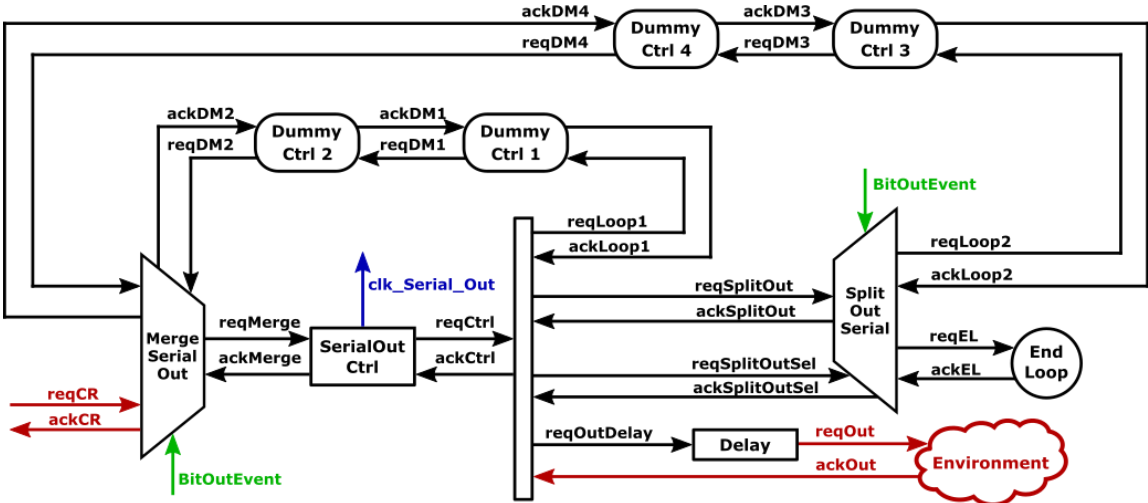 ackDM4
reqDM4
Dummy
Ctrl 4
ackDM3
reqDM3
Dummy
Ctrl 3
ackDM2
reqDM2
Dummy
Ctrl 2
ackDM1
reqDM1
Dummy
Ctrl 1
BitOutEvent
reqLoop1
ackLoop1
reqLoop2
ackLoop2
clk_Serial_Out
reqSplitOut
ackSplitOut
Split
Out
Serial
Merge
Serial
Out
reqMerge
ackMerge
SerialOut
Ctrl
reqCtrl
ackCtrl
reqSplitOutSel
ackSplitOutSel
reqEL
ackEL
End
Loop
reqCR
ackCR
BitOutEvent
reqOutDelay
Delay
reqOut
ackOut
Environment